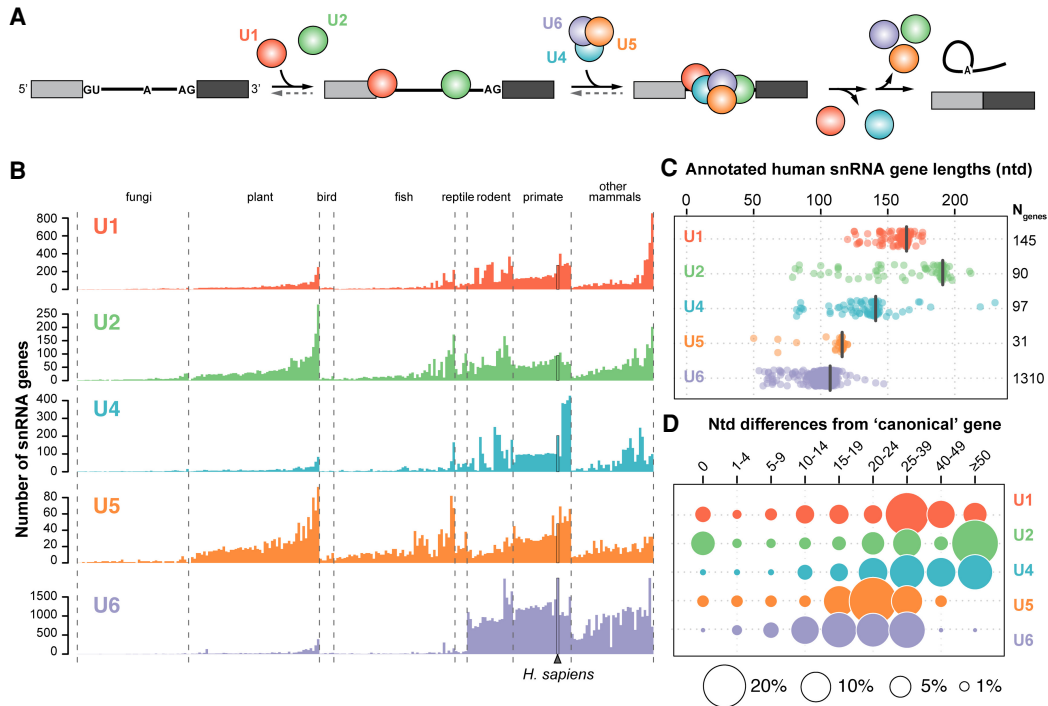 A
U1
U2
U6
U5
U4
5'
GU
A
AG
3'
AG
A
B
fungi
plant
bird
fish
reptile
rodent
primate
other
mammals
Number of snRNA genes
U1
800
600
400
200
0
U2
250
200
150
100
50
0
U4
400
300
200
100
0
U5
80
60
40
20
0
U6
1500
1000
500
0
H. sapiens
C
Annotated human snRNA gene lengths (ntd)
0
50
100
150
200
Ngenes
U1
145
U2
90
U4
97
U5
31
U6
1310
D
Ntd differences from ‘canonical’ gene
0
1-4
5-9
10-14
15-19
20-24
25-39
40-49
≥50
U1
U2
U4
U5
U6
20%
10%
5%
1%